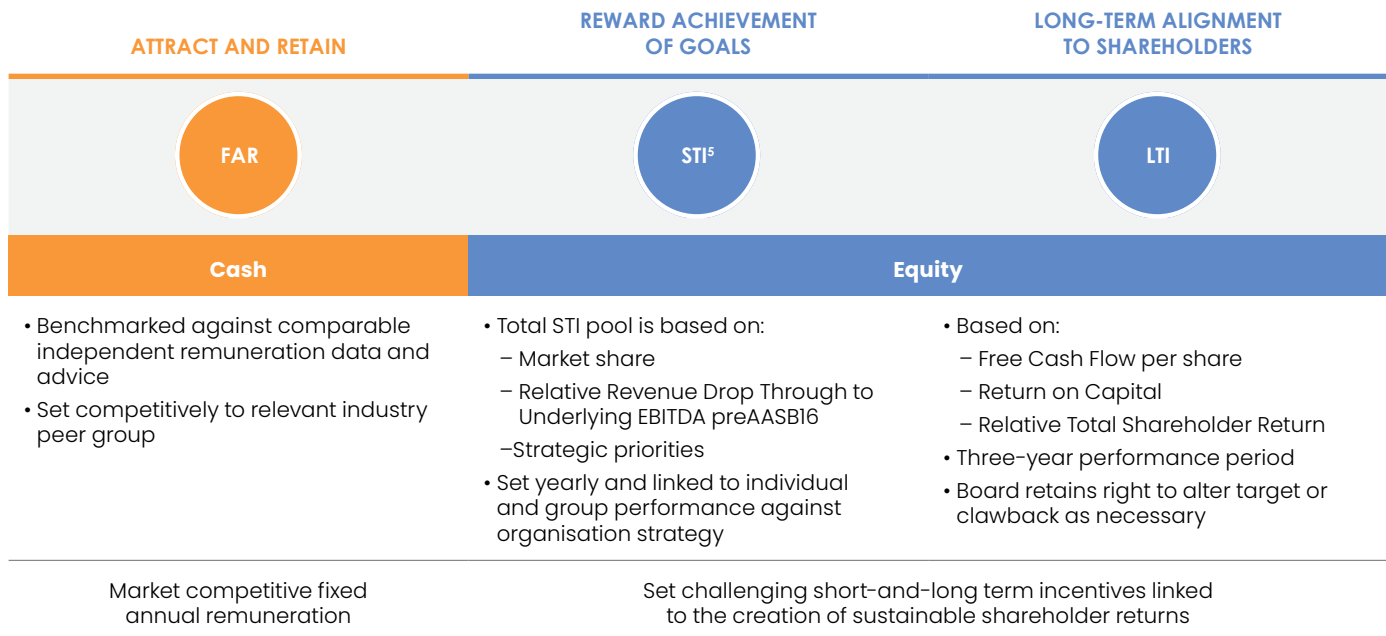 ATTRACT AND RETAIN
REWARD ACHIEVEMENT
OF GOALS
LONG-TERM ALIGNMENT
TO SHAREHOLDERS
FAR
STI⁵
LTI
Cash
Equity
• Benchmarked against comparable
independent remuneration data and
advice
• Set competitively to relevant industry
peer group
• Total STI pool is based on:
– Market share
– Relative Revenue Drop Through to
Underlying EBITDA preAASB16
–Strategic priorities
• Set yearly and linked to individual
and group performance against
organisation strategy
• Based on:
– Free Cash Flow per share
– Return on Capital
– Relative Total Shareholder Return
• Three-year performance period
• Board retains right to alter target or
clawback as necessary
Market competitive fixed
annual remuneration
Set challenging short-and-long term incentives linked
to the creation of sustainable shareholder returns